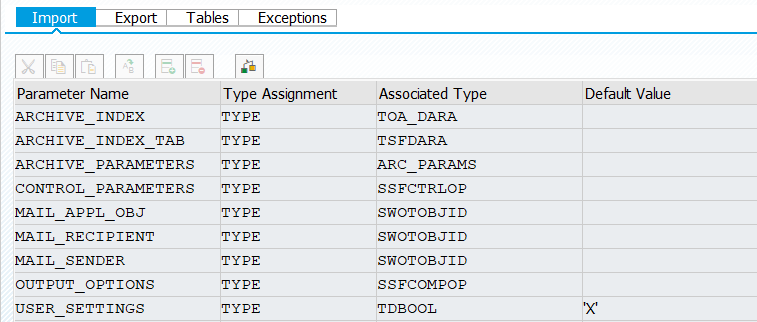 Import Export Tables Exceptions
Parameter Name Type Assignment Associated Type Default Value
ARCHIVE_INDEX TYPE TOA_DARA
ARCHIVE_INDEX_TAB TYPE TSFDARA
ARCHIVE_PARAMETERS TYPE ARC_PARAMS
CONTROL_PARAMETERS TYPE SSFCTRLOP
MAIL_APPL_OBJ TYPE SWOTOBJID
MAIL_RECIPIENT TYPE SWOTOBJID
MAIL_SENDER TYPE SWOTOBJID
OUTPUT_OPTIONS TYPE SSFCOMPOP
USER_SETTINGS TYPE TDBOOL 'X'